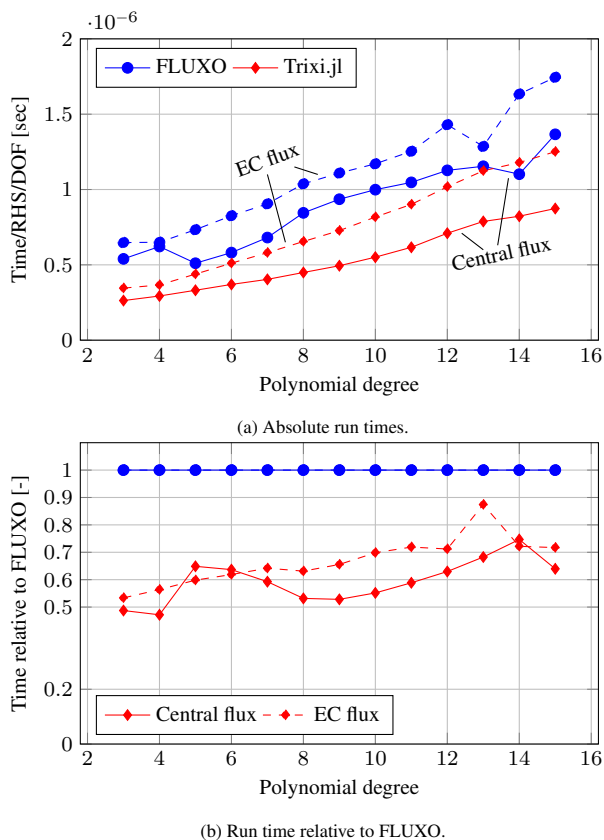 ·10⁻⁶
2
1.5
1
0.5
0
Time/RHS/DOF [sec]
FLUXO Trixi.jl
EC flux
Central flux
2 4 6 8 10 12 14 16
Polynomial degree
(a) Absolute run times.
1
0.9
0.8
0.7
0.6
0.5
0.2
0
Time relative to FLUXO [-]
Central flux EC flux
2 4 6 8 10 12 14 16
Polynomial degree
(b) Run time relative to FLUXO.